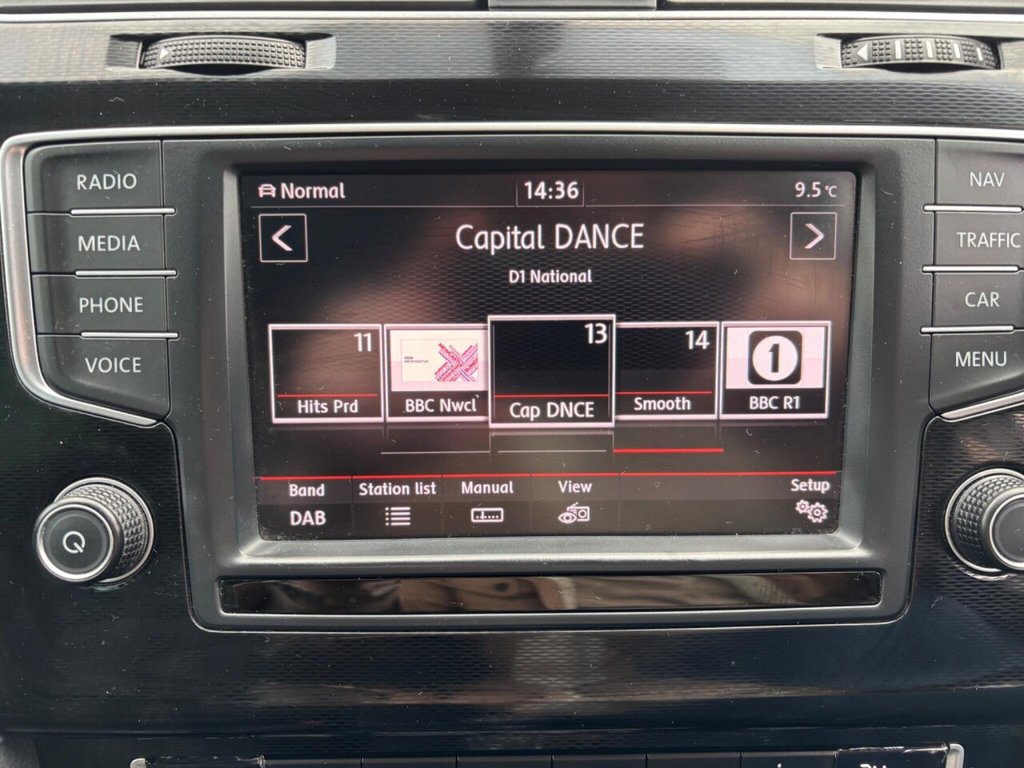 RADIO
MEDIA
PHONE
VOICE
Normal
14:36
9.5°C
Capital DANCE
D1 National
11
Hits Prd
BBC Nwcl
13
Cap DNCE
14
Smooth
1
BBC R1
Band
DAB
Station list
Manual
View
Setup
NAV
TRAFFIC
CAR
MENU